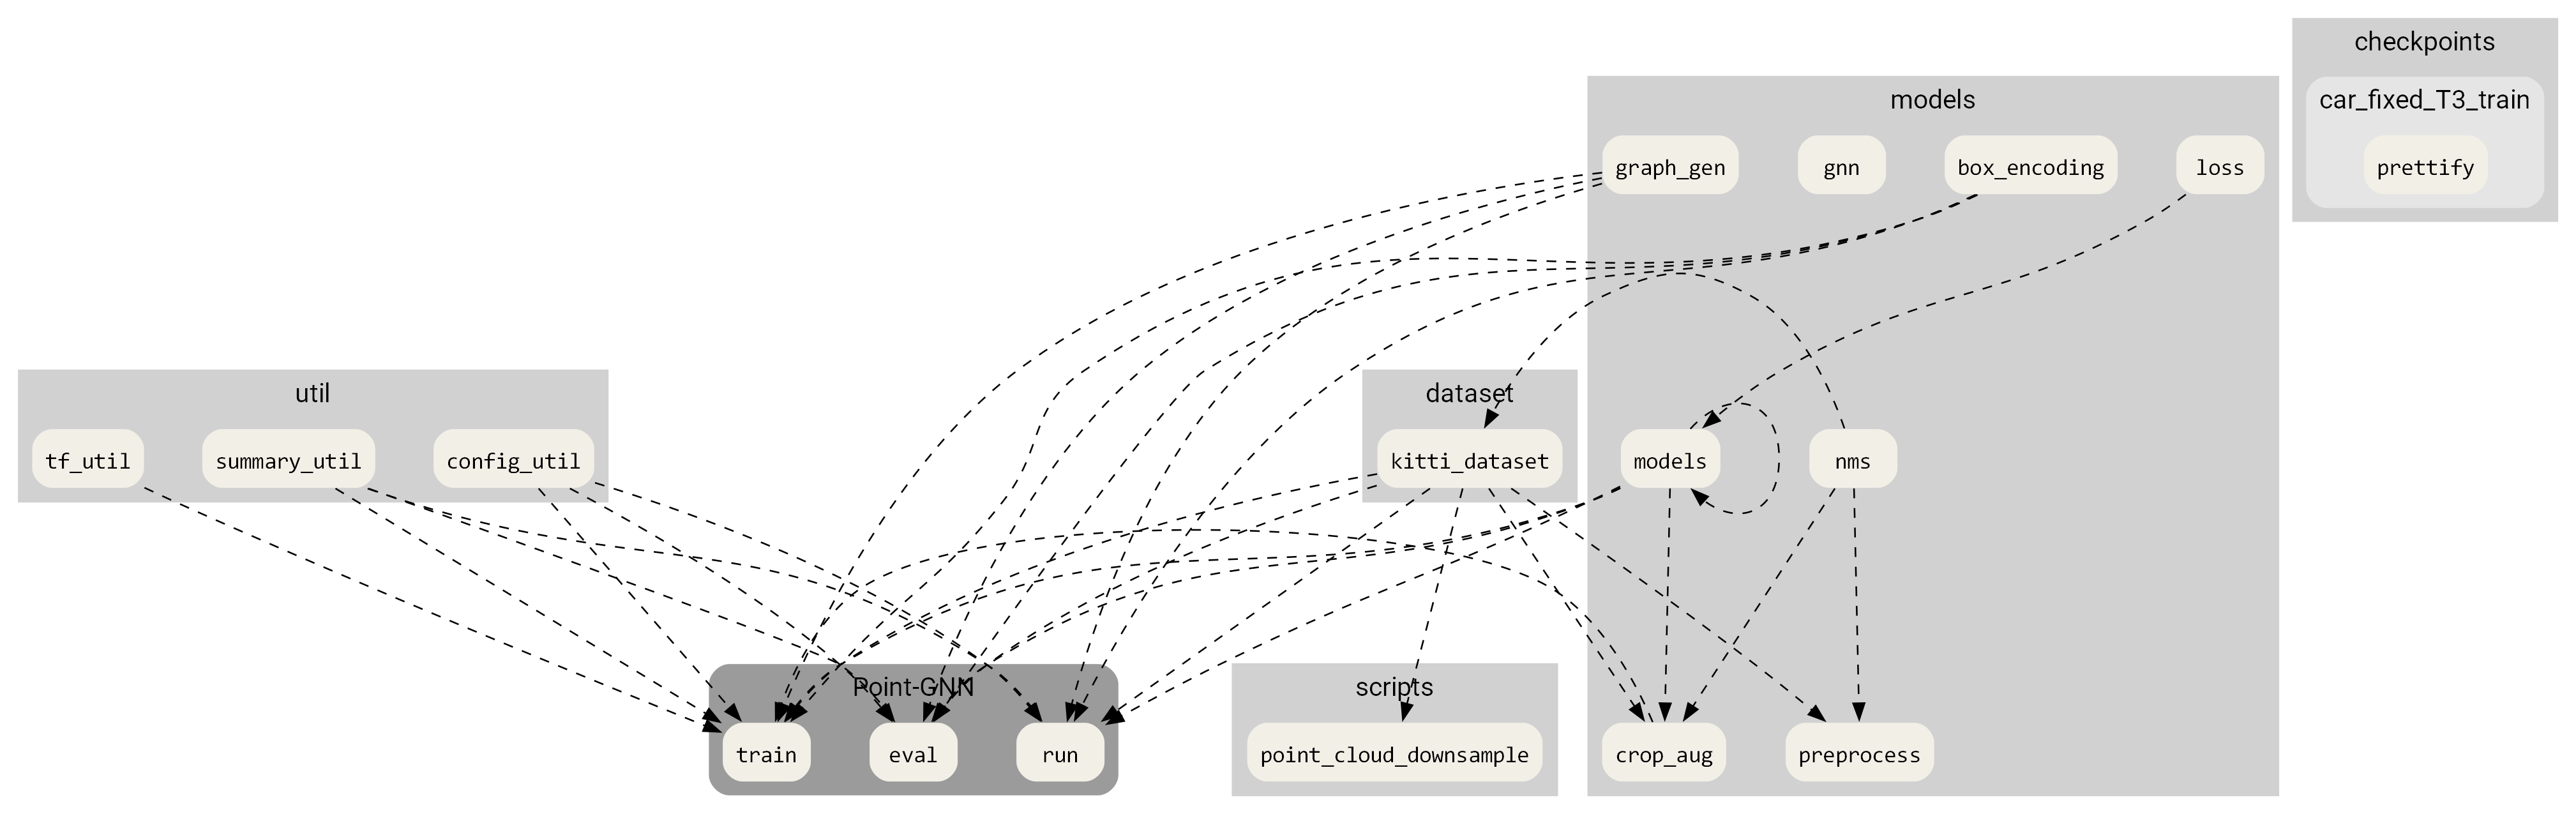 checkpoints
models
car_fixed_T3_train
graph_gen
gnn
box_encoding
loss
prettify
util
dataset
tf_util
summary_util
config_util
kitti_dataset
models
nms
Point-GNN
scripts
train
eval
run
point_cloud_downsample
crop_aug
preprocess